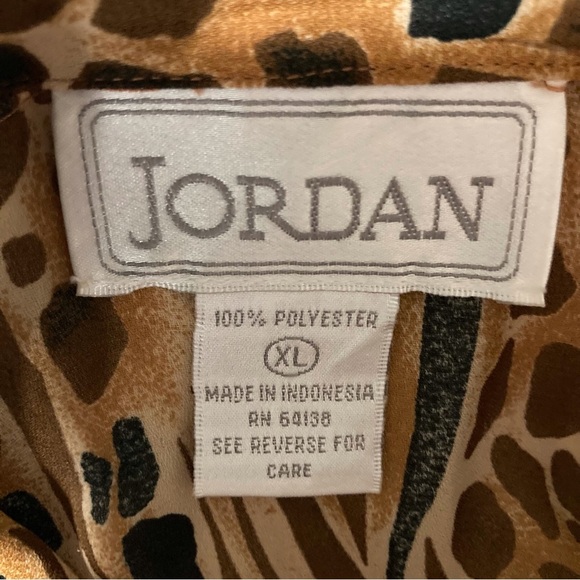 JORDAN
100% POLYESTER
XL
MADE IN INDONESIA
RN 64138
SEE REVERSE FOR
CARE